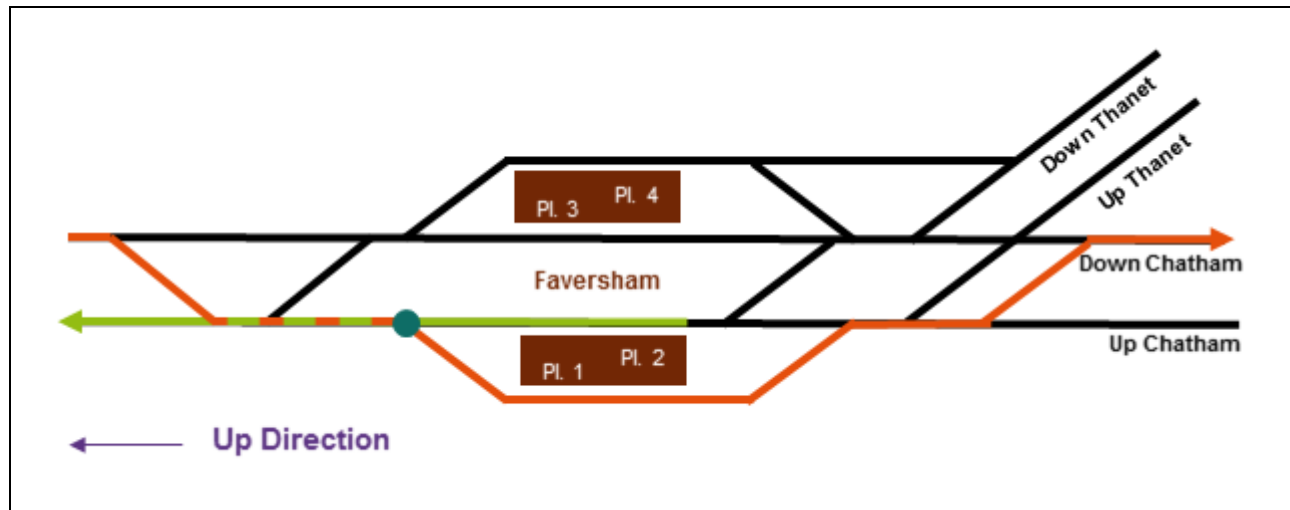 Down Thanet
Up Thanet
Pl. 4
Pl. 3
Down Chatham
Faversham
Up Chatham
Pl. 2
Pl. 1
Up Direction